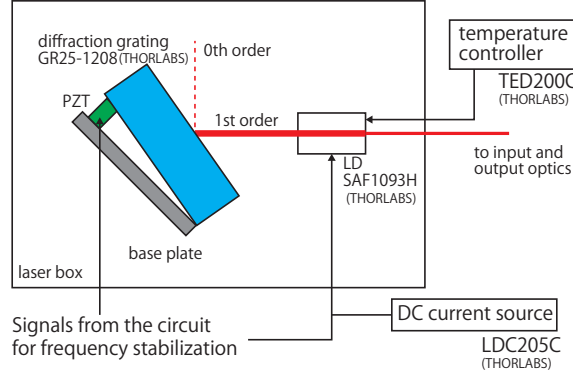 diffraction grating
GR25-1208(THORLABS)
0th order
temperature
controller
TED200C
(THORLABS)
PZT
1st order
to input and
output optics
LD
SAF1093H
(THORLABS)
base plate
laser box
Signals from the circuit
for frequency stabilization
DC current source
LDC205C
(THORLABS)